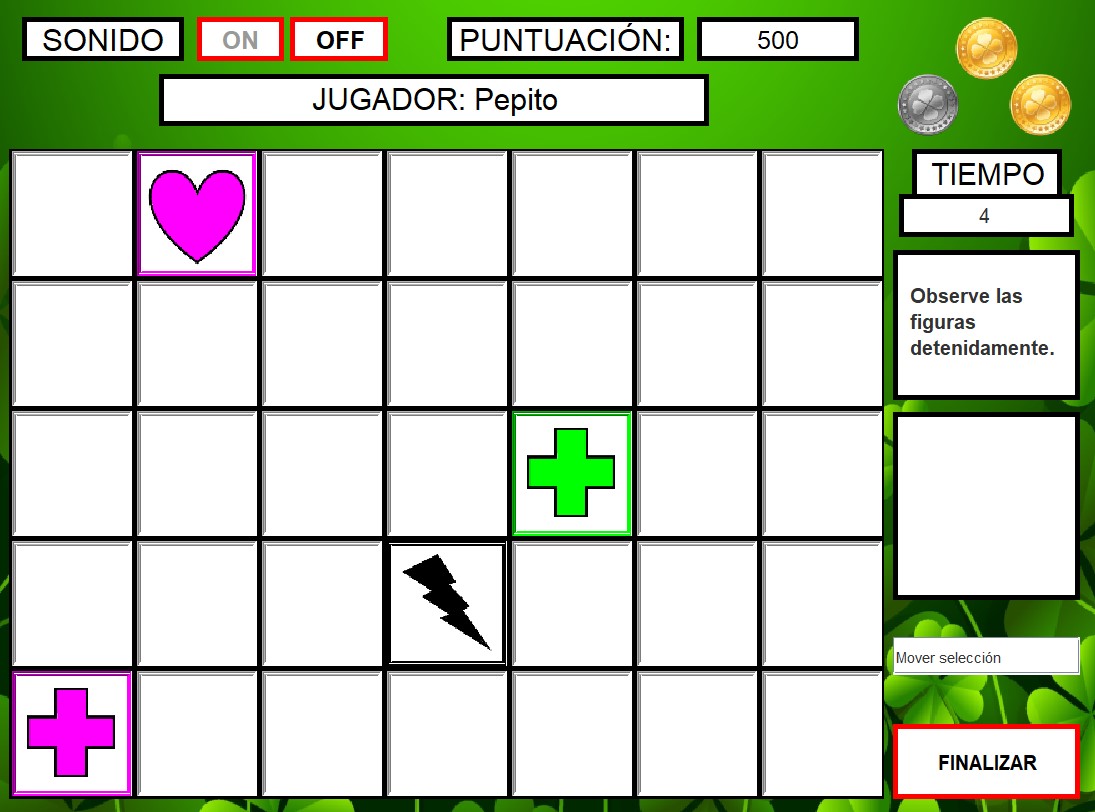 SONIDO ON OFF PUNTUACIÓN: 500
JUGADOR: Pepito
TIEMPO
4
Observe las
figuras
detenidamente.
Mover selección
FINALIZAR